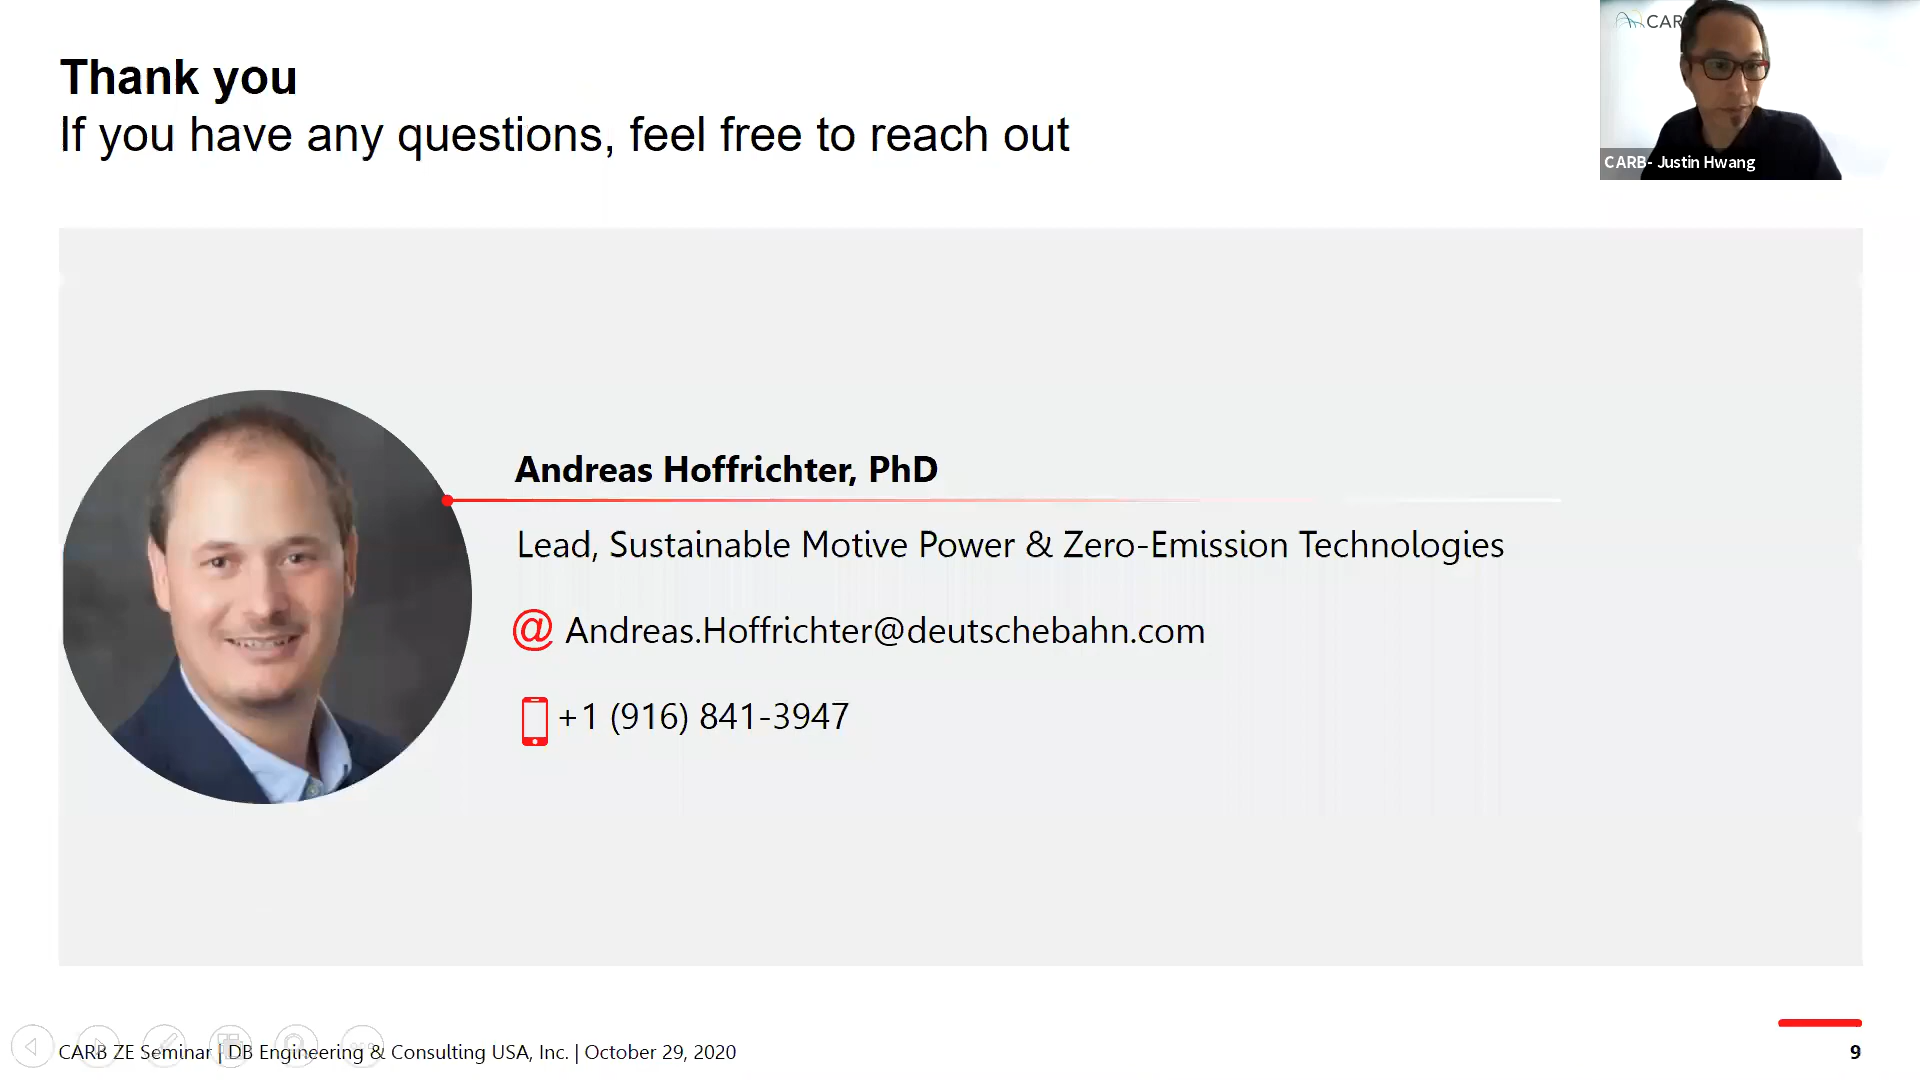 Thank you
If you have any questions, feel free to reach out
CAR
CARB- Justin Hwang
Andreas Hoffrichter, PhD
Lead, Sustainable Motive Power & Zero-Emission Technologies
@ Andreas.Hoffrichter@deutschebahn.com
+1 (916) 841-3947
CARB ZE Seminar | DB Engineering & Consulting USA, Inc. | October 29, 2020
9